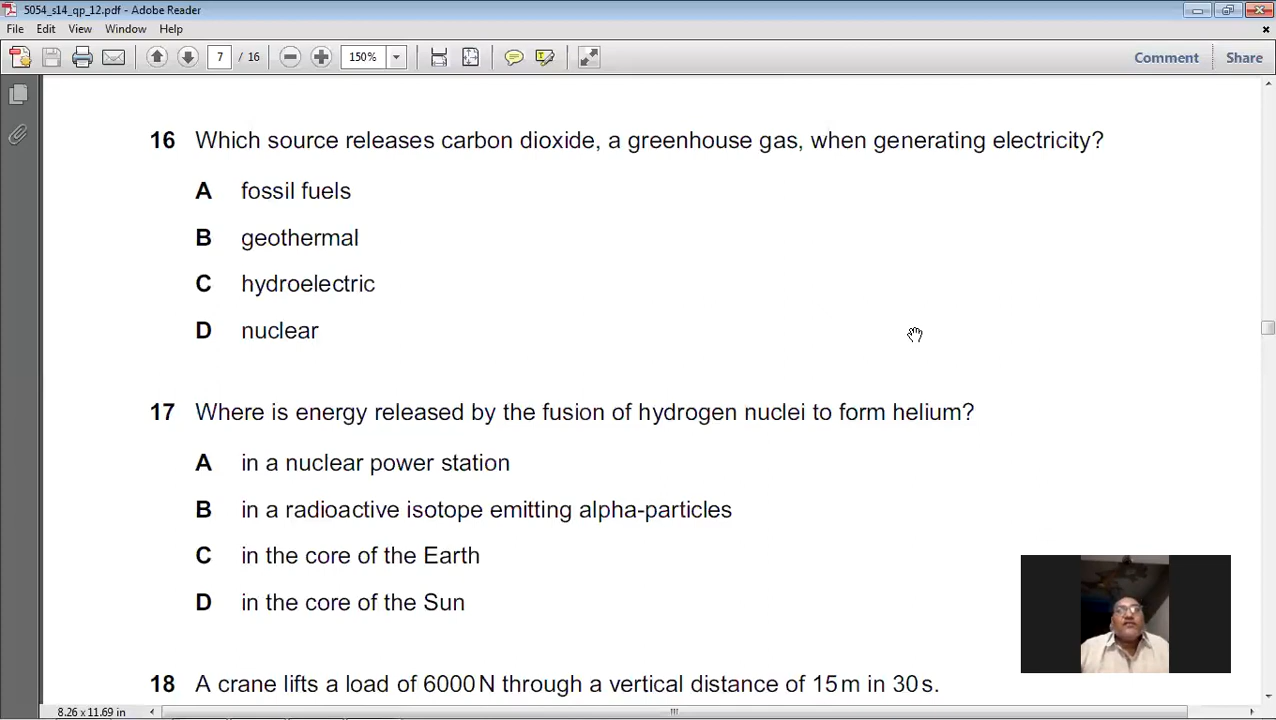 5054_s14_qp_12.pdf - Adobe Reader
File Edit View Window Help
7 / 16 150% Comment Share
16 Which source releases carbon dioxide, a greenhouse gas, when generating electricity?
A fossil fuels
B geothermal
C hydroelectric
D nuclear
17 Where is energy released by the fusion of hydrogen nuclei to form helium?
A in a nuclear power station
B in a radioactive isotope emitting alpha-particles
C in the core of the Earth
D in the core of the Sun
18 A crane lifts a load of 6000 N through a vertical distance of 15 m in 30 s.
8.26 x 11.69 in